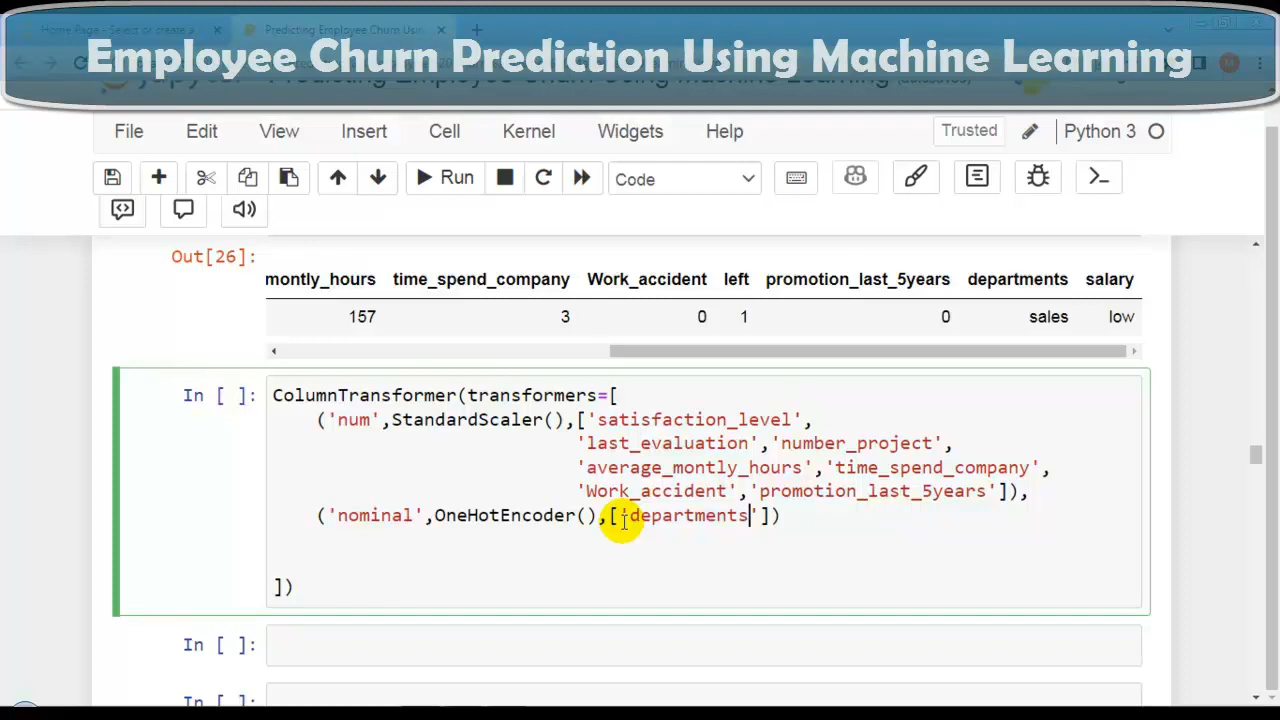 Employee Churn Prediction Using Machine Learning
File Edit View Insert Cell Kernel Widgets Help Trusted Python 3
Run Code
Out[26]:
montly_hours time_spend_company Work_accident left promotion_last_5years departments salary
157 3 0 1 0 sales low
In [ ]: ColumnTransformer(transformers=[
('num',StandardScaler(),['satisfaction_level',
'last_evaluation','number_project',
'average_montly_hours','time_spend_company',
'Work_accident','promotion_last_5years']),
('nominal',OneHotEncoder(),['departments'])
])
In [ ]:
In [ ]: